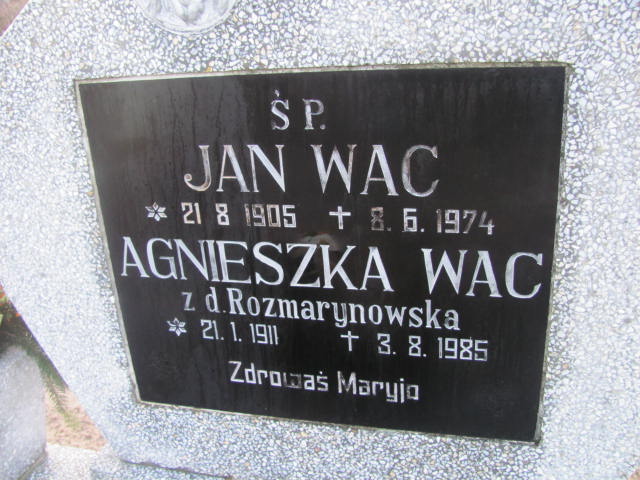 Ś P.
JAN WAC
* 21 8 1905 ✝ 8. 6. 1974
AGNIESZKA WAC
z d. Rozmarynowska
* 21. 1. 1911 ✝ 3. 8. 1985
Zdrowaś Maryjo